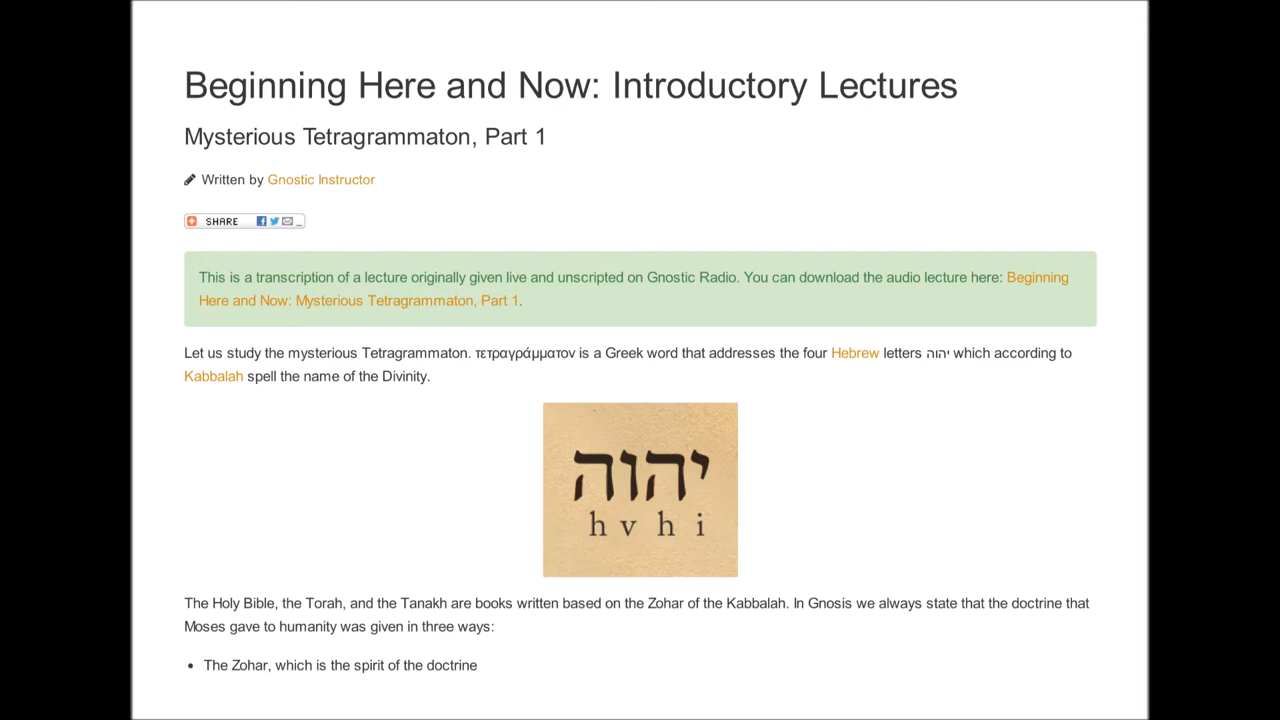 Beginning Here and Now: Introductory Lectures
Mysterious Tetragrammaton, Part 1
Written by Gnostic Instructor
SHARE ...
This is a transcription of a lecture originally given live and unscripted on Gnostic Radio. You can download the audio lecture here: Beginning
Here and Now: Mysterious Tetragrammaton, Part 1.
Let us study the mysterious Tetragrammaton. τετραγράμματον is a Greek word that addresses the four Hebrew letters יהוה which according to
Kabbalah spell the name of the Divinity.
יהוה
h v h i
The Holy Bible, the Torah, and the Tanakh are books written based on the Zohar of the Kabbalah. In Gnosis we always state that the doctrine that
Moses gave to humanity was given in three ways:
• The Zohar, which is the spirit of the doctrine